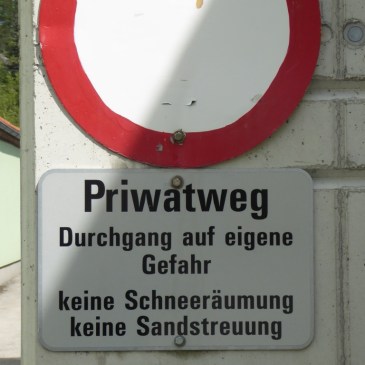 Priwatweg
Durchgang auf eigene
Gefahr
keine Schneeräumung
keine Sandstreuung